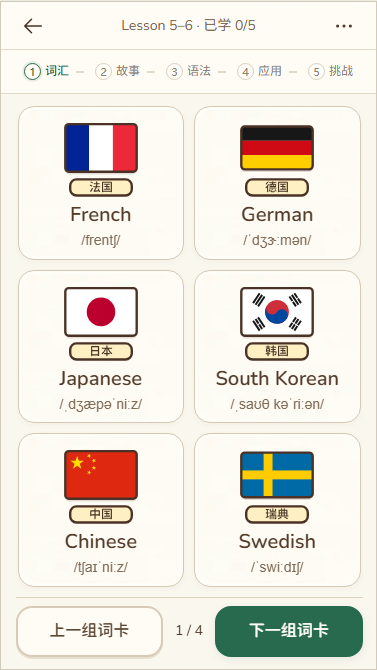 Lesson 5–6 · 已学 0/5
1 词汇 – 2 故事 – 3 语法 – 4 应用 – 5 挑战
法国
French
/frentʃ/
德国
German
/ˈdʒɝːmən/
日本
Japanese
/ˌdʒæpəˈniːz/
韩国
South Korean
/ˌsaʊθ kəˈriːən/
中国
Chinese
/tʃaɪˈniːz/
瑞典
Swedish
/ˈswiːdɪʃ/
上一组词卡
1 / 4
下一组词卡